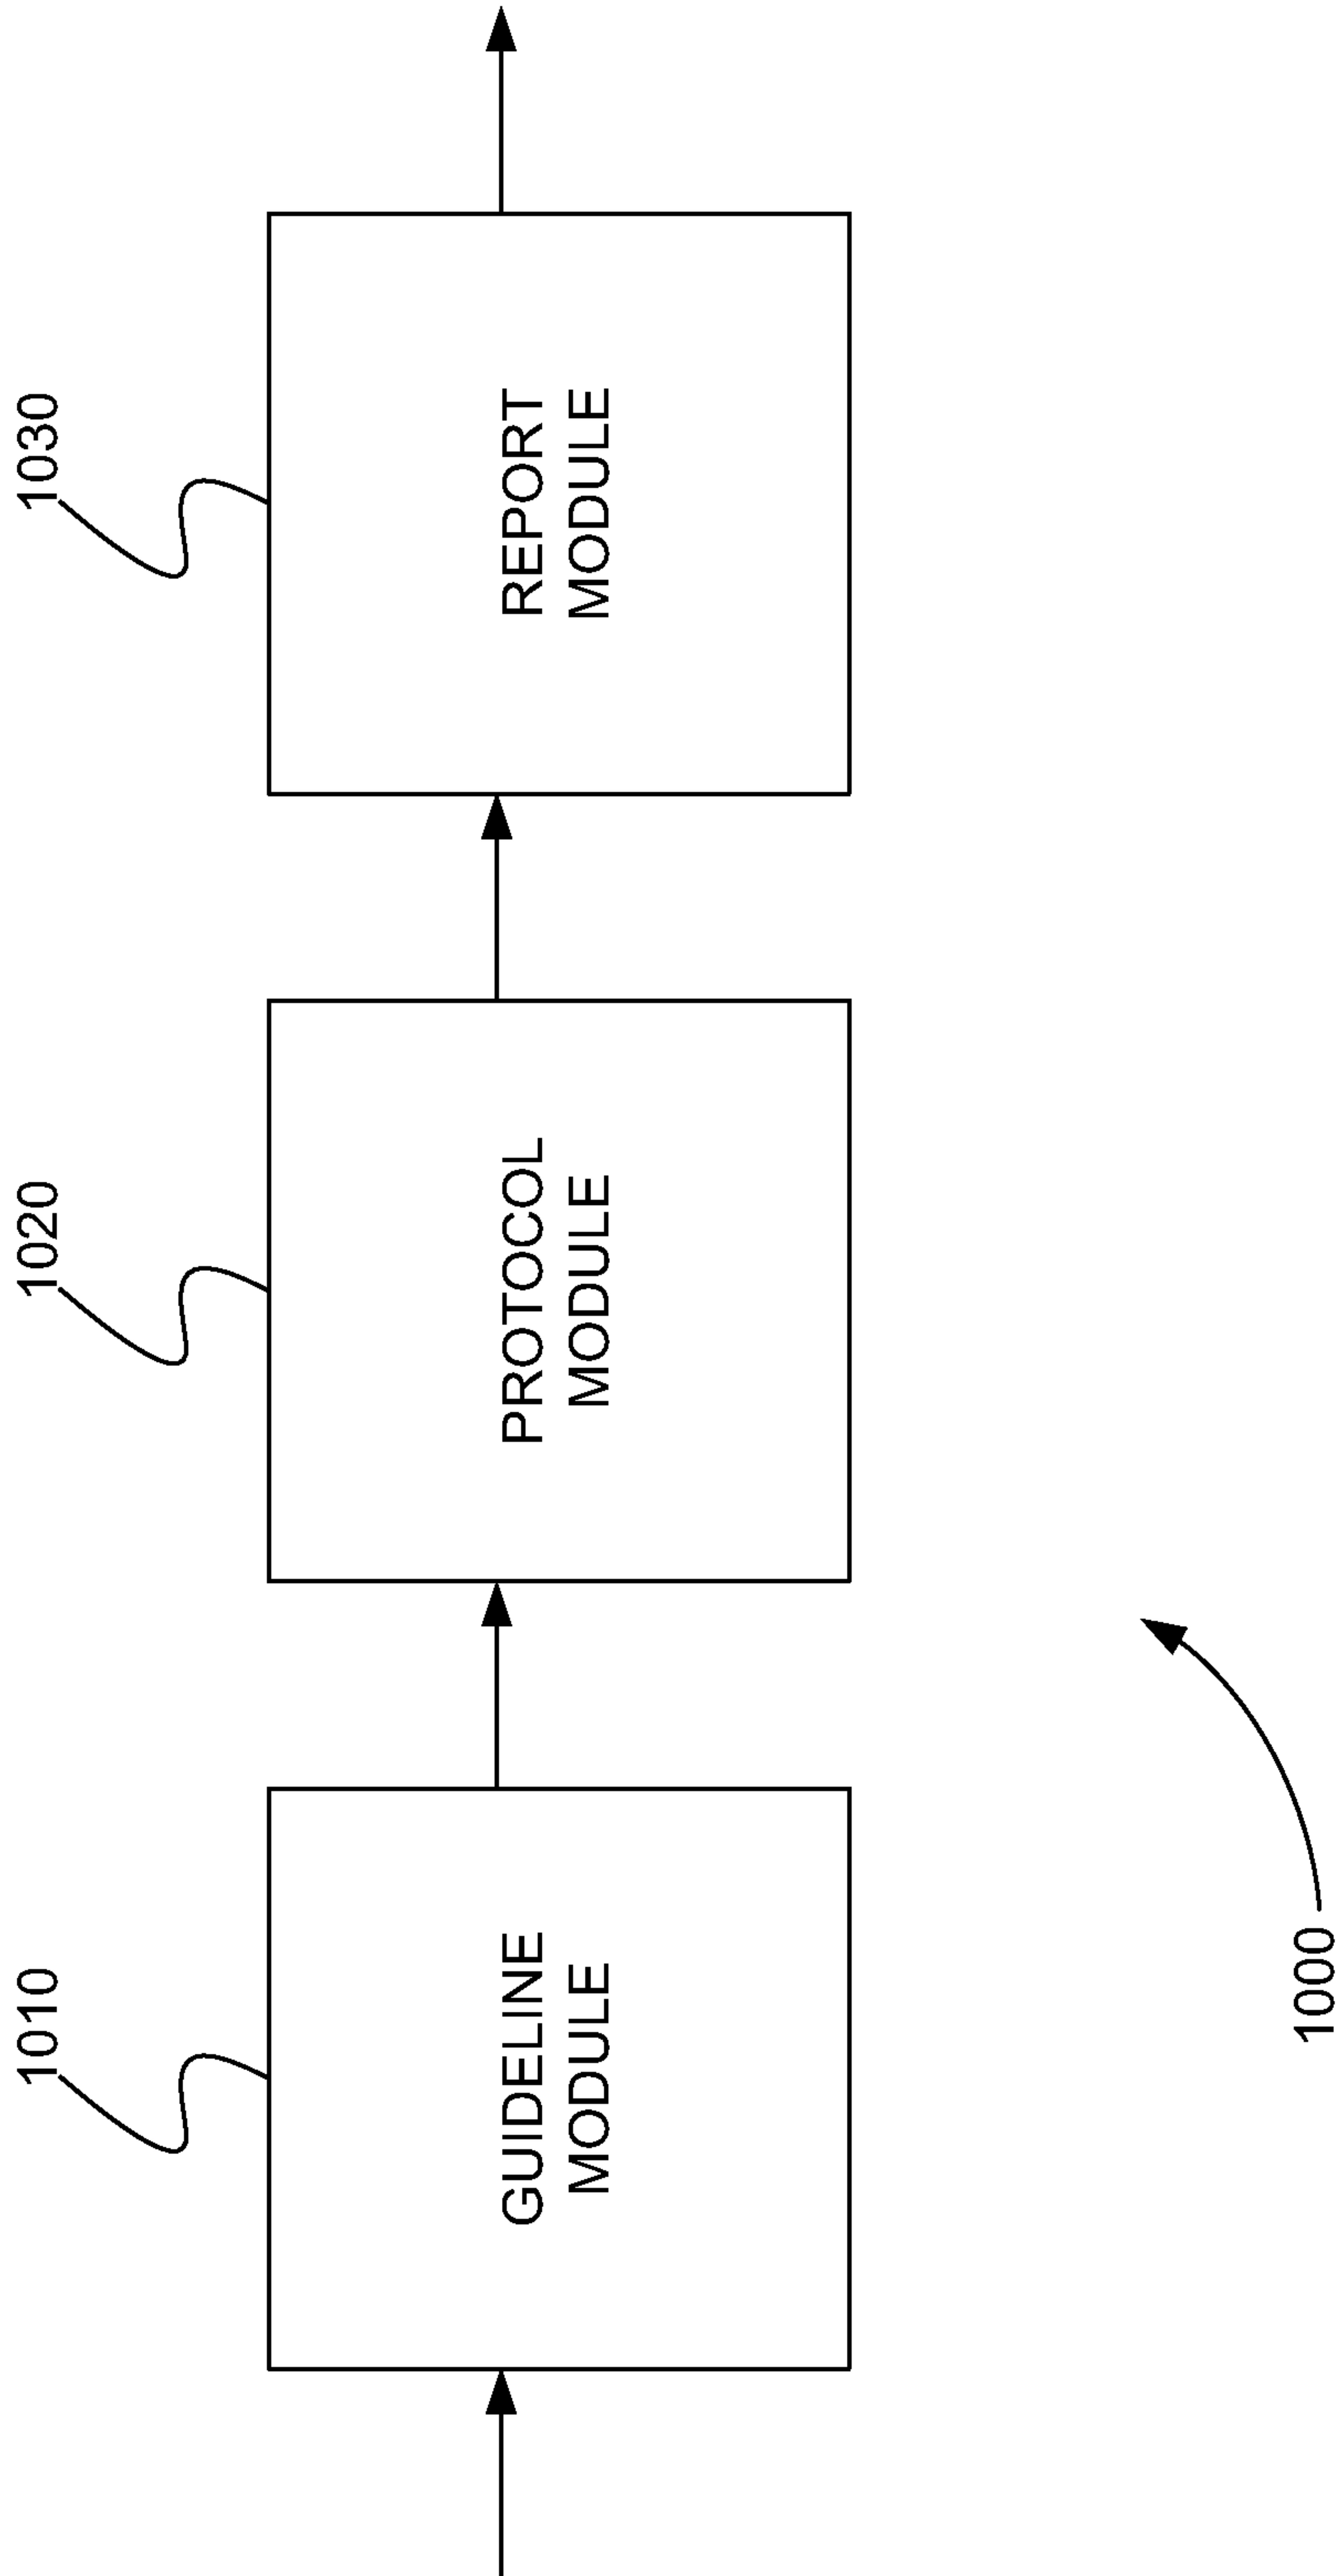 1010
1020
1030
GUIDELINE
MODULE
PROTOCOL
MODULE
REPORT
MODULE
1000